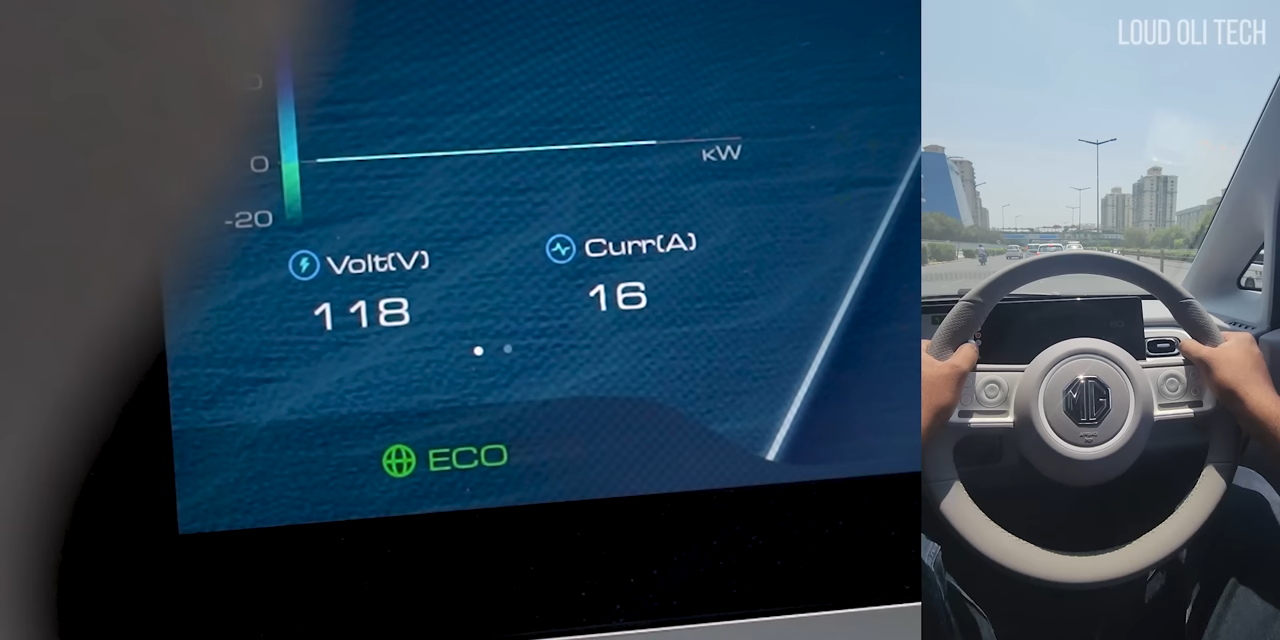 0
kW
-20
Volt(V)
Curr(A)
118
16
ECO
LOUD OLI TECH
MG